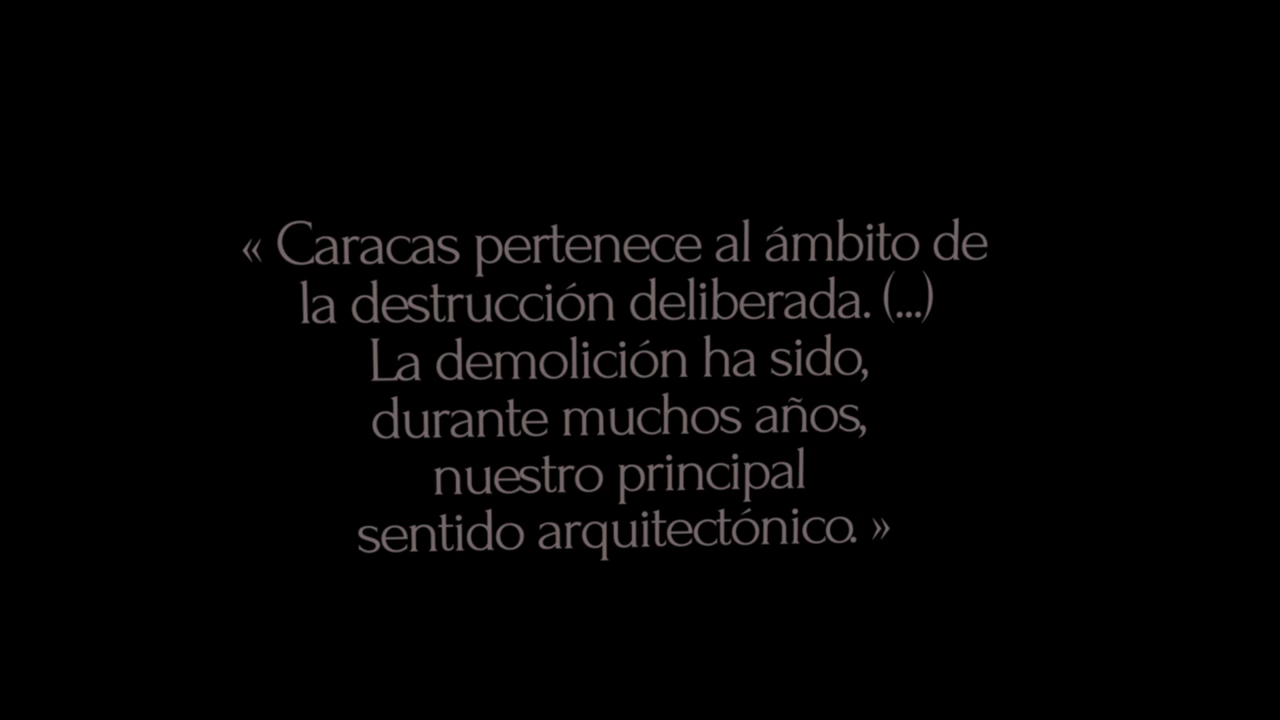 « Caracas pertenece al ámbito de
la destrucción deliberada. (...)
La demolición ha sido,
durante muchos años,
nuestro principal
sentido arquitectónico. »